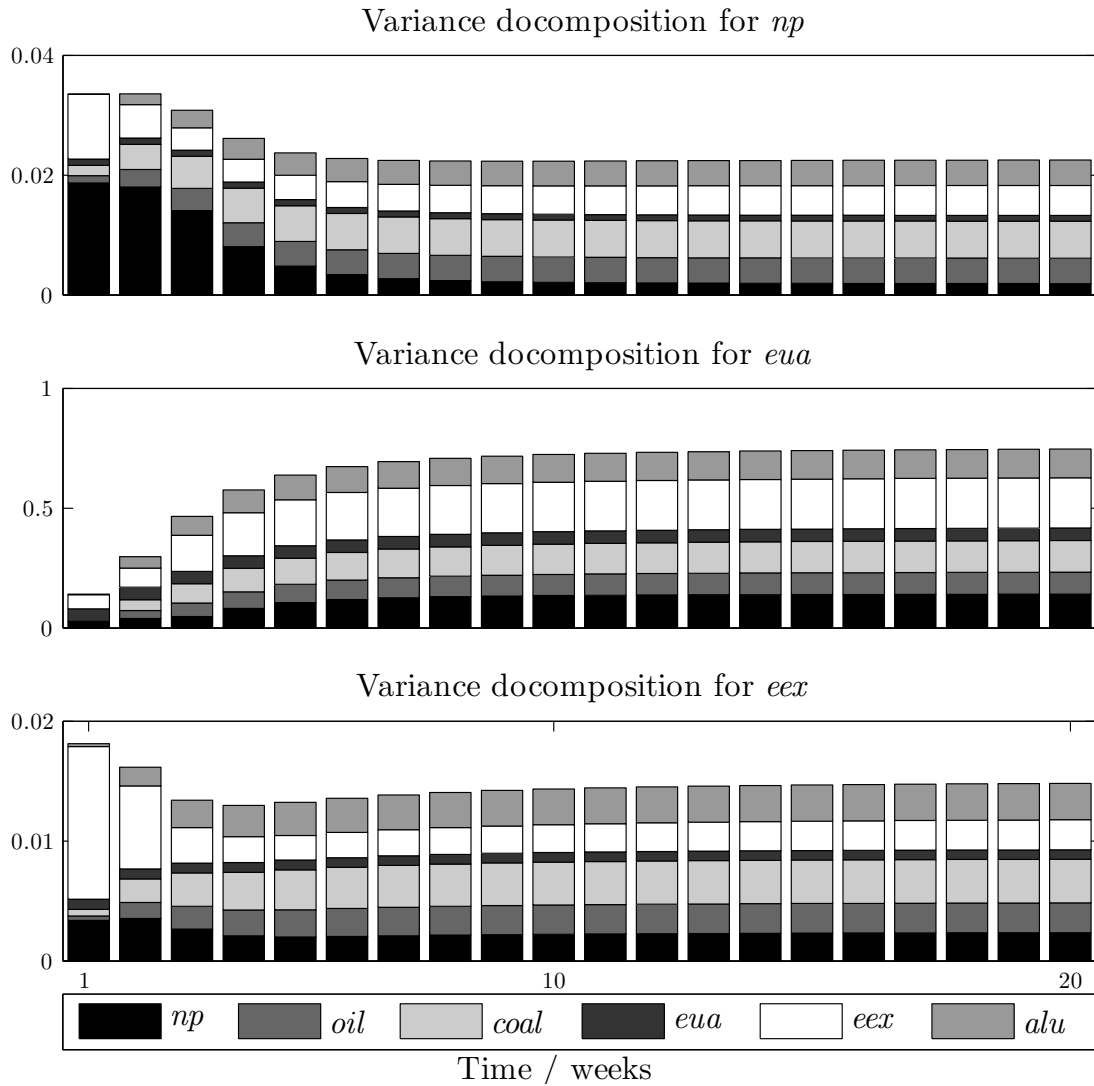 Variance docomposition for np
0.04
0.02
0
Variance docomposition for eua
1
0.5
0
Variance docomposition for eex
0.02
0.01
0
1 10 20
np oil coal eua eex alu
Time / weeks